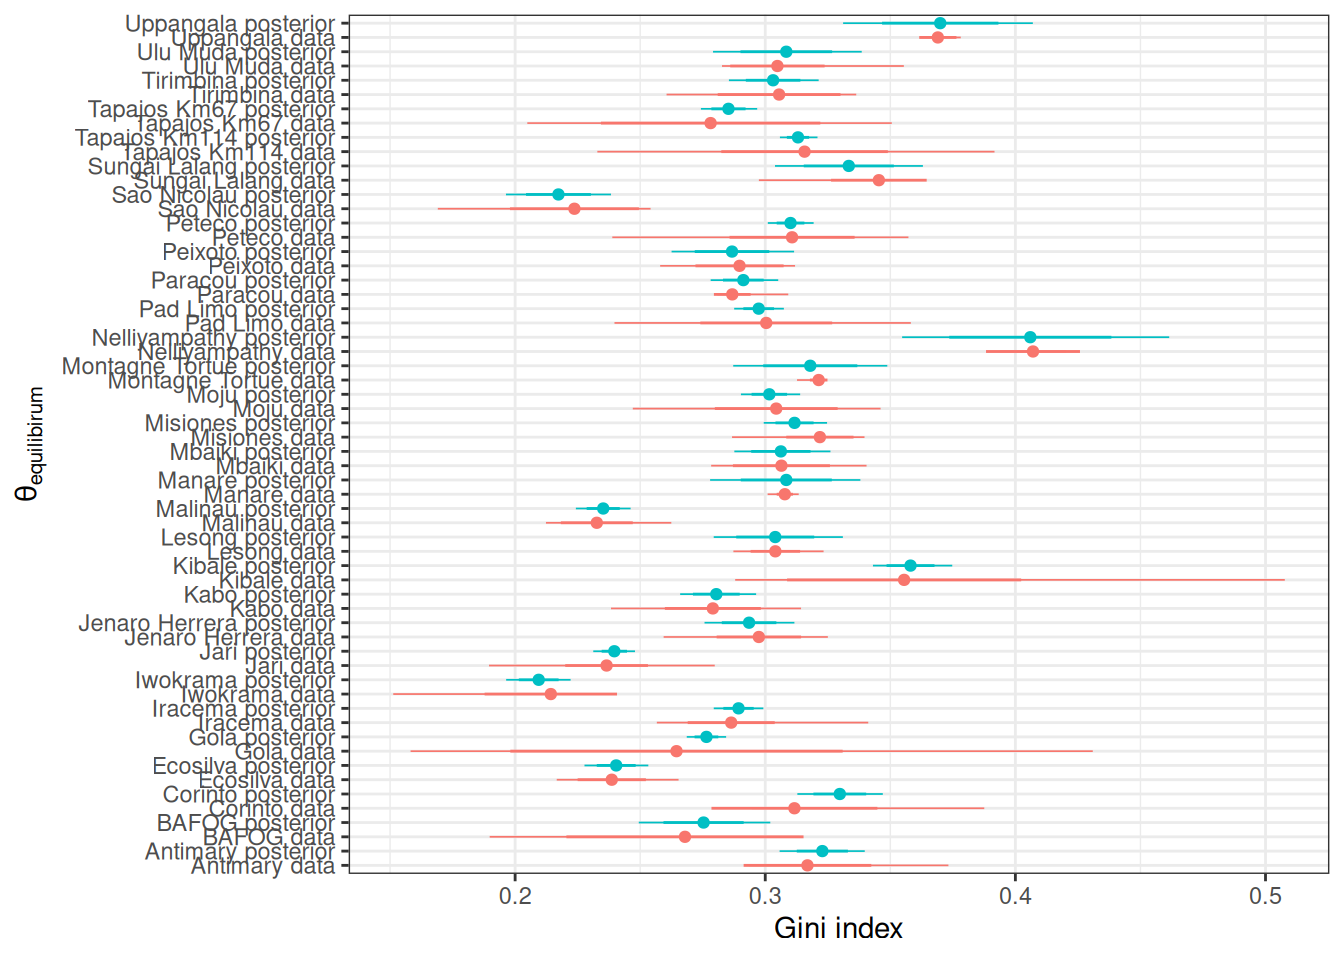 Uppangala posterior
Uppangala data
Ulu Muda posterior
Ulu Muda data
Tirimbina posterior
Tirimbina data
Tapajos Km67 posterior
Tapajos Km67 data
Tapajos Km114 posterior
Tapajos Km114 data
Sungai Lalang posterior
Sungai Lalang data
Sao Nicolau posterior
Sao Nicolau data
Peteco posterior
Peteco data
Peixoto posterior
Peixoto data
Paracou posterior
Paracou data
Pad Limo posterior
Pad Limo data
Nelliyampathy posterior
Nelliyampathy data
Montagne Tortue posterior
Montagne Tortue data
Moju posterior
Moju data
Misiones posterior
Misiones data
Mbaiki posterior
Mbaiki data
Manare posterior
Manare data
Malinau posterior
Malinau data
Lesong posterior
Lesong data
Kibale posterior
Kibale data
Kabo posterior
Kabo data
Jenaro Herrera posterior
Jenaro Herrera data
Jari posterior
Jari data
Iwokrama posterior
Iwokrama data
Iracema posterior
Iracema data
Gola posterior
Gola data
Ecosilva posterior
Ecosilva data
Corinto posterior
Corinto data
BAFOG posterior
BAFOG data
Antimary posterior
Antimary data
θequilibirum
0.2 0.3 0.4 0.5
Gini index